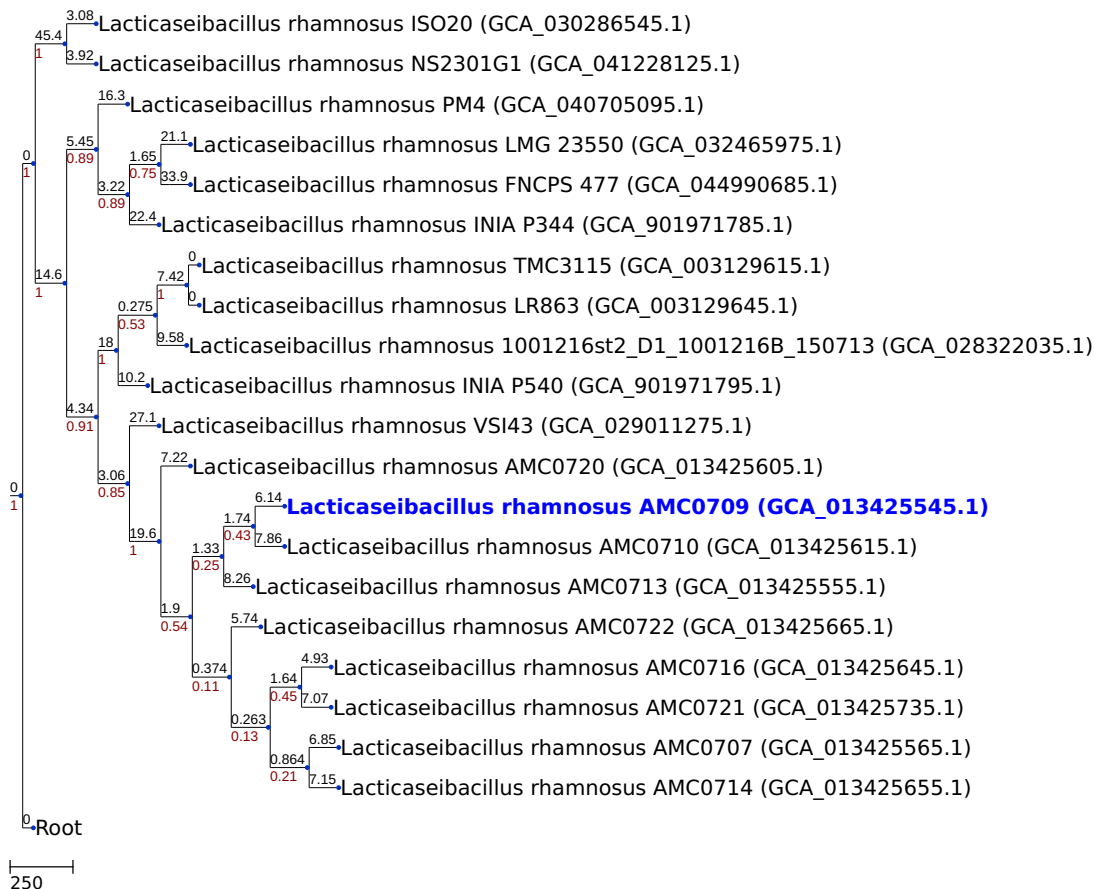 3.08 Lacticaseibacillus rhamnosus ISO20 (GCA_030286545.1)
45.4
1
3.92 Lacticaseibacillus rhamnosus NS2301G1 (GCA_041228125.1)
16.3 Lacticaseibacillus rhamnosus PM4 (GCA_040705095.1)
5.45
0.89
21.1 Lacticaseibacillus rhamnosus LMG 23550 (GCA_032465975.1)
0
1
1.65
0.75
33.9 Lacticaseibacillus rhamnosus FNCPS 477 (GCA_044990685.1)
3.22
0.89
22.4 Lacticaseibacillus rhamnosus INIA P344 (GCA_901971785.1)
0 Lacticaseibacillus rhamnosus TMC3115 (GCA_003129615.1)
14.6
1
7.42
1
0 Lacticaseibacillus rhamnosus LR863 (GCA_003129645.1)
0.275
0.53
9.58 Lacticaseibacillus rhamnosus 1001216st2_D1_1001216B_150713 (GCA_028322035.1)
18
1
10.2 Lacticaseibacillus rhamnosus INIA P540 (GCA_901971795.1)
4.34
0.91
27.1 Lacticaseibacillus rhamnosus VSI43 (GCA_029011275.1)
7.22 Lacticaseibacillus rhamnosus AMC0720 (GCA_013425605.1)
3.06
0.85
0
1
6.14 Lacticaseibacillus rhamnosus AMC0709 (GCA_013425545.1)
1.74
0.43
19.6
1
7.86 Lacticaseibacillus rhamnosus AMC0710 (GCA_013425615.1)
1.33
0.25
8.26 Lacticaseibacillus rhamnosus AMC0713 (GCA_013425555.1)
1.9
0.54
5.74 Lacticaseibacillus rhamnosus AMC0722 (GCA_013425665.1)
4.93 Lacticaseibacillus rhamnosus AMC0716 (GCA_013425645.1)
0.374
0.11
1.64
0.45
7.07 Lacticaseibacillus rhamnosus AMC0721 (GCA_013425735.1)
0.263
0.13
6.85 Lacticaseibacillus rhamnosus AMC0707 (GCA_013425565.1)
0.864
0.21
7.15 Lacticaseibacillus rhamnosus AMC0714 (GCA_013425655.1)
0 Root
250